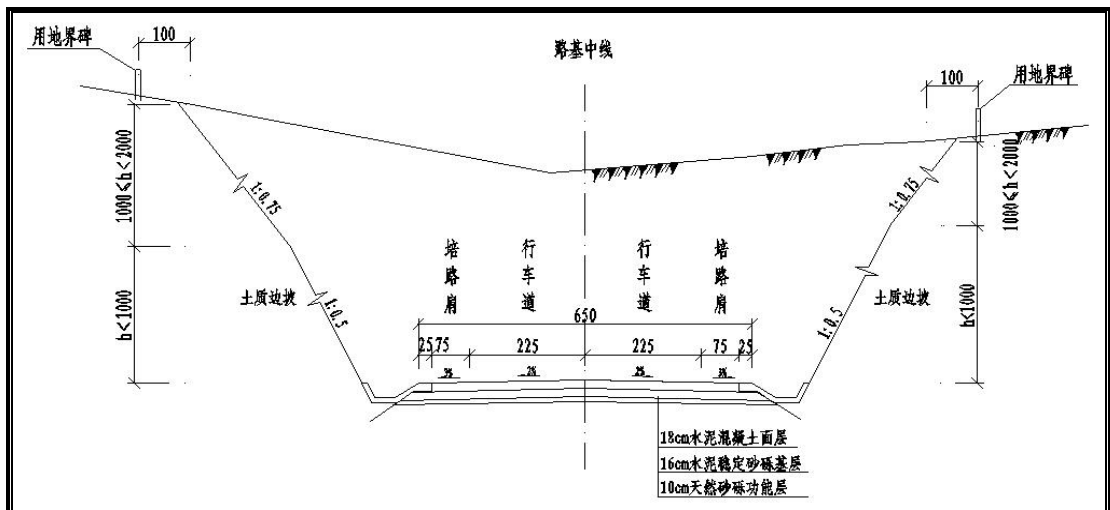 用地界碑
100
路基中线
100
用地界碑
1000≤h<2000
1:0.75
1:0.75
1000≤h<2000
培路肩
行车道
行车道
培路肩
土质边坡
土质边坡
h<1000
1:0.5
1:0.5
h<1000
650
25 75 225 225 75 25
3% 2% 2% 3%
18cm水泥混凝土面层
16cm水泥稳定砂砾基层
10cm天然砂砾功能层